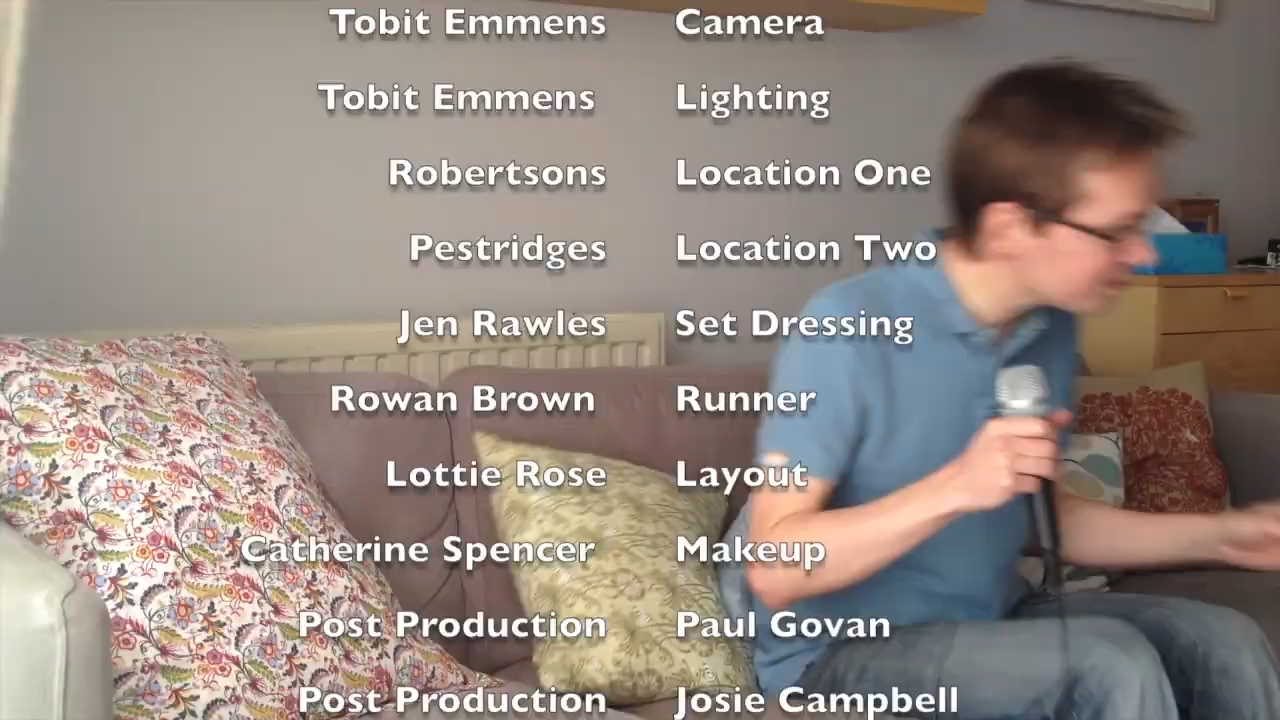 Tobit Emmens Camera
Tobit Emmens Lighting
Robertsons Location One
Pestridges Location Two
Jen Rawles Set Dressing
Rowan Brown Runner
Lottie Rose Layout
Catherine Spencer Makeup
Post Production Paul Govan
Post Production Josie Campbell